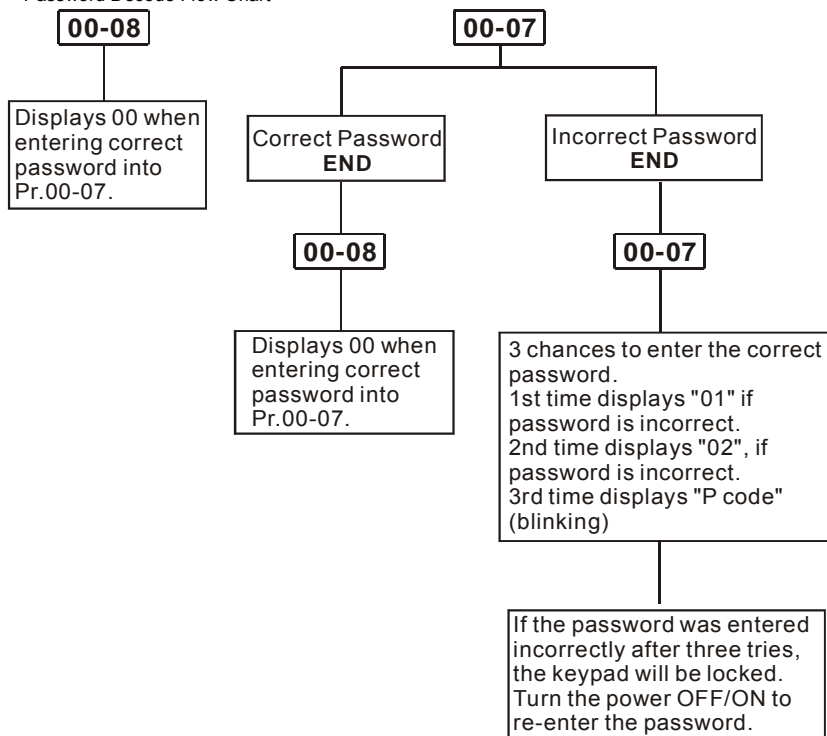 Password Decode Flow Chart
00-08
Displays 00 when
entering correct
password into
Pr.00-07.
00-07
Correct Password
END
00-08
Displays 00 when
entering correct
password into
Pr.00-07.
Incorrect Password
END
00-07
3 chances to enter the correct
password.
1st time displays "01" if
password is incorrect.
2nd time displays "02", if
password is incorrect.
3rd time displays "P code"
(blinking)
If the password was entered
incorrectly after three tries,
the keypad will be locked.
Turn the power OFF/ON to
re-enter the password.